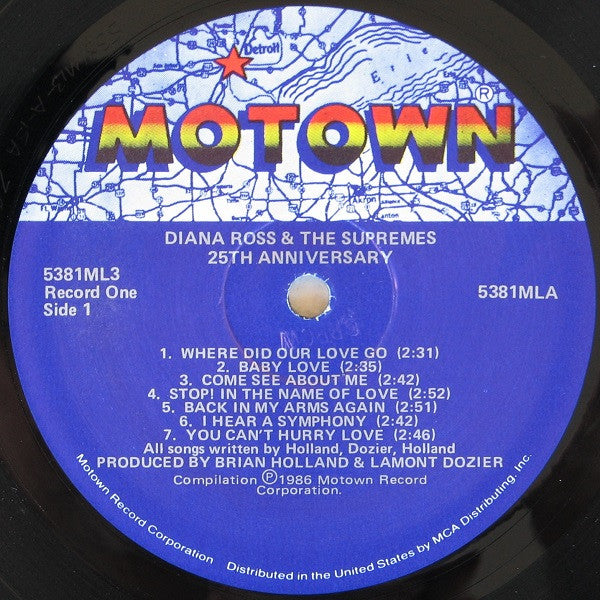 Detroit
Erie
MOTOWN®
Akron
Canton
DIANA ROSS & THE SUPREMES
25TH ANNIVERSARY
5381ML3
Record One
Side 1
5381MLA
1. WHERE DID OUR LOVE GO (2:31)
2. BABY LOVE (2:35)
3. COME SEE ABOUT ME (2:42)
4. STOP! IN THE NAME OF LOVE (2:52)
5. BACK IN MY ARMS AGAIN (2:51)
6. I HEAR A SYMPHONY (2:42)
7. YOU CAN'T HURRY LOVE (2:46)
All songs written by Holland, Dozier, Holland
PRODUCED BY BRIAN HOLLAND & LAMONT DOZIER
Compilation ℗1986 Motown Record
Corporation.
Motown Record Corporation Distributed in the United States by MCA Distributing, Inc.